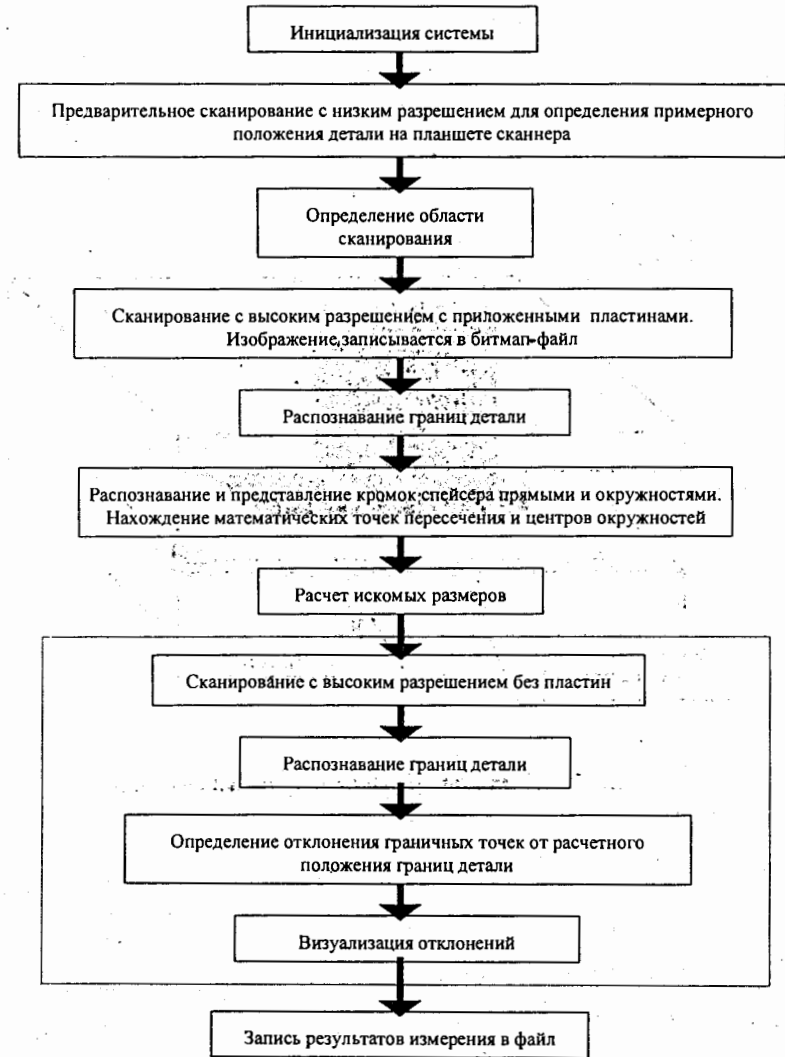 Инициализация системы
Предварительное сканирование с низким разрешением для определения примерного
положения детали на планшете сканнера
Определение области
сканирования
Сканирование с высоким разрешением с приложенными пластинами.
Изображение записывается в битмап-файл
Распознавание границ детали
Распознавание и представление кромок спейсера прямыми и окружностями.
Нахождение математических точек пересечения и центров окружностей
Расчет искомых размеров
Сканирование с высоким разрешением без пластин
Распознавание границ детали
Определение отклонения граничных точек от расчетного
положения границ детали
Визуализация отклонений
Запись результатов измерения в файл